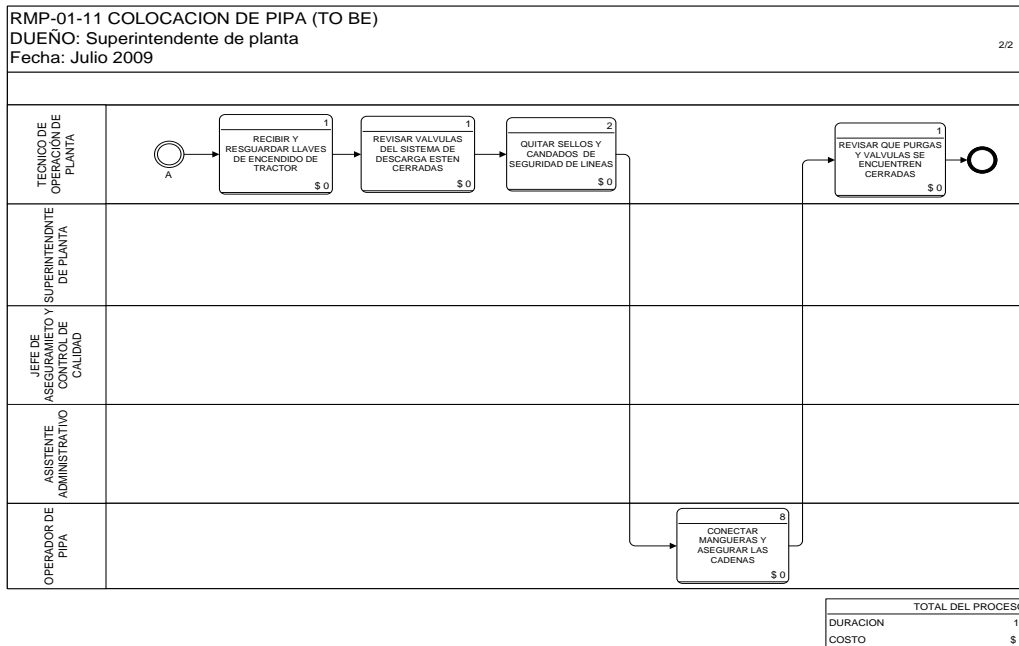 RMP-01-11 COLOCACION DE PIPA (TO BE)
DUEÑO: Superintendente de planta
Fecha: Julio 2009
2/2
TECNICO DE
OPERACIÓN DE
PLANTA
A
1
RECIBIR Y
RESGUARDAR LLAVES
DE ENCENDIDO DE
TRACTOR
$ 0
1
REVISAR VALVULAS
DEL SISTEMA DE
DESCARGA ESTEN
CERRADAS
$ 0
2
QUITAR SELLOS Y
CANDADOS DE
SEGURIDAD DE LINEAS
$ 0
1
REVISAR QUE PURGAS
Y VALVULAS SE
ENCUENTREN
CERRADAS
$ 0
SUPERINTENDNTE
DE PLANTA
JEFE DE
ASEGURAMIETO Y
CONTROL DE
CALIDAD
ASISTENTE
ADMINISTRATIVO
OPERADOR DE
PIPA
8
CONECTAR
MANGUERAS Y
ASEGURAR LAS
CADENAS
$ 0
TOTAL DEL PROCESO
DURACION 1
COSTO $